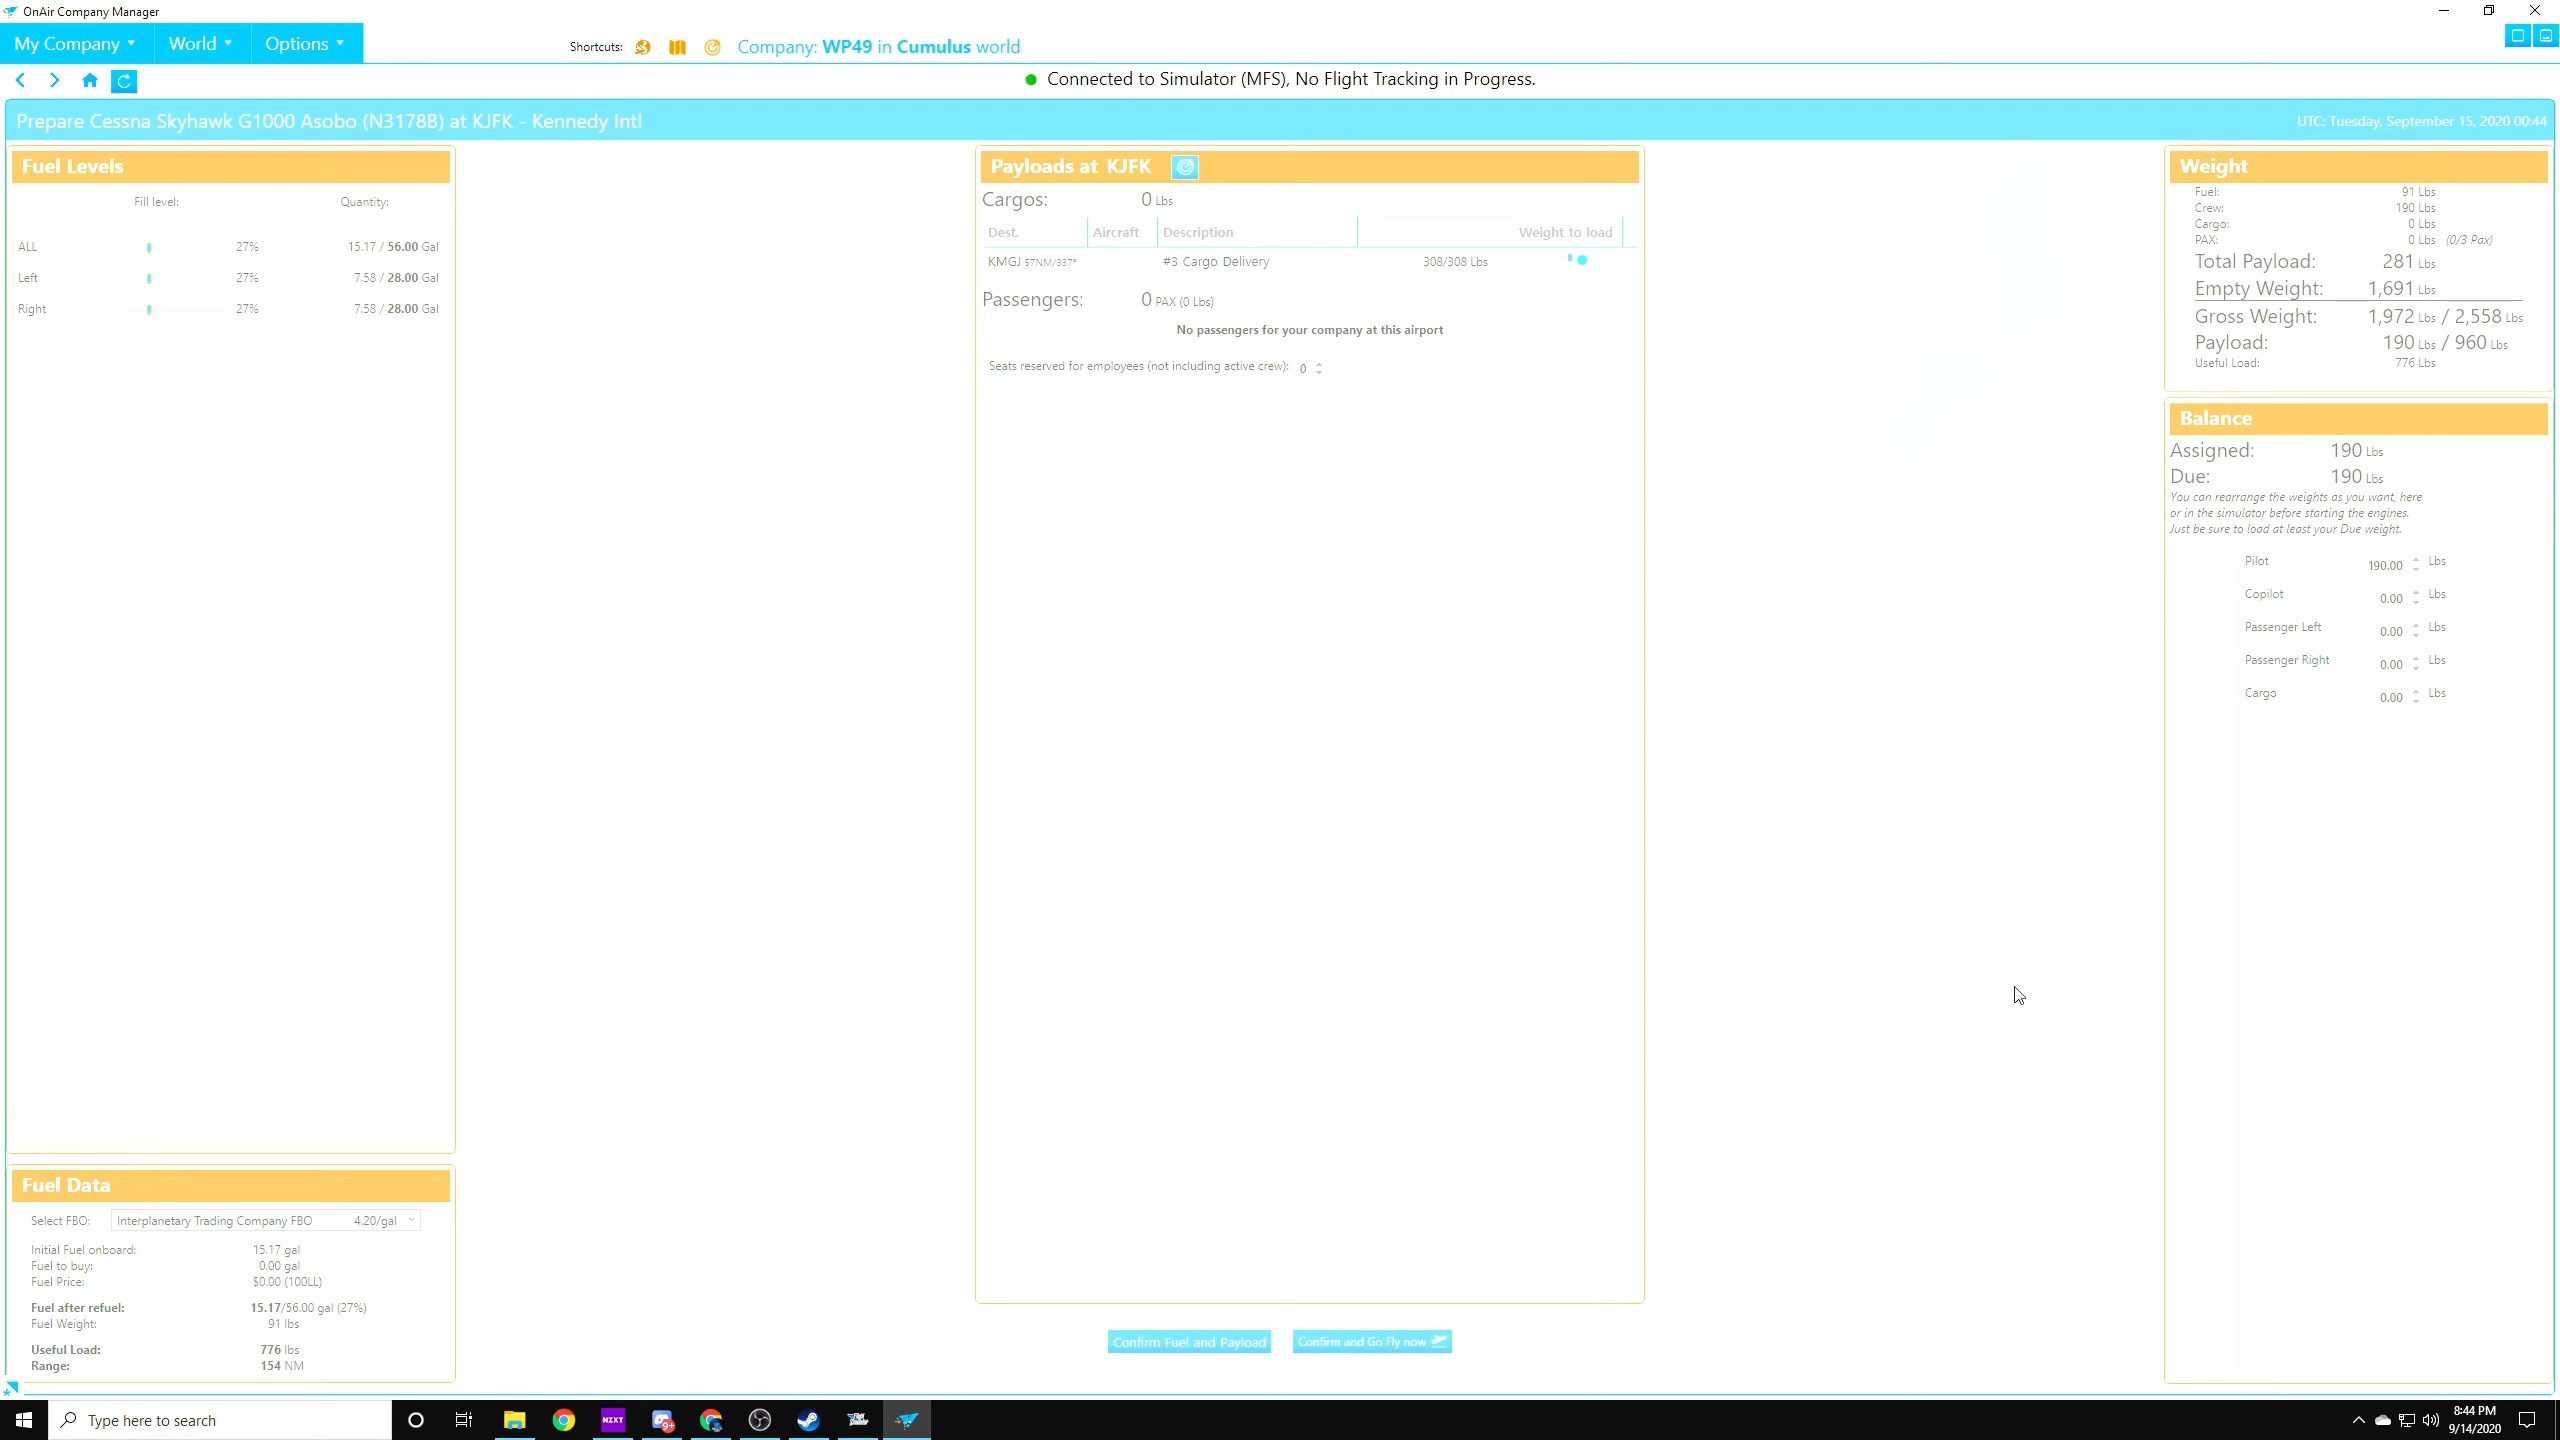 OnAir Company Manager
My Company World Options
Shortcuts: Company: WP49 in Cumulus world
Connected to Simulator (MFS), No Flight Tracking in Progress.
Prepare Cessna Skyhawk G1000 Asobo (N3178B) at KJFK - Kennedy Intl
UTC: Tuesday, September 15, 2020 00:44
Fuel Levels
Fill level: Quantity:
ALL 27% 15.17 / 56.00 Gal
Left 27% 7.58 / 28.00 Gal
Right 27% 7.58 / 28.00 Gal
Fuel Data
Select FBO: Interplanetary Trading Company FBO 4.20/gal
Initial Fuel onboard: 15.17 gal
Fuel to buy: 0.00 gal
Fuel Price: $0.00 (100LL)
Fuel after refuel: 15.17/56.00 gal (27%)
Fuel Weight: 91 lbs
Useful Load: 776 lbs
Range: 154 NM
Payloads at KJFK
Cargos: 0 Lbs
Dest. Aircraft Description Weight to load
KMGJ 57NM/337° #3 Cargo Delivery 308/308 Lbs
Passengers: 0 PAX (0 Lbs)
No passengers for your company at this airport
Seats reserved for employees (not including active crew): 0
Confirm Fuel and Payload Confirm and Go Fly now
Weight
Fuel: 91 Lbs
Crew: 190 Lbs
Cargo: 0 Lbs
PAX: 0 Lbs (0/3 Pax)
Total Payload: 281 Lbs
Empty Weight: 1,691 Lbs
Gross Weight: 1,972 Lbs / 2,558 Lbs
Payload: 190 Lbs / 960 Lbs
Useful Load: 776 Lbs
Balance
Assigned: 190 Lbs
Due: 190 Lbs
You can rearrange the weights as you want, here
or in the simulator before starting the engines.
Just be sure to load at least your Due weight.
Pilot 190.00 Lbs
Copilot 0.00 Lbs
Passenger Left 0.00 Lbs
Passenger Right 0.00 Lbs
Cargo 0.00 Lbs
Type here to search
NZXT
9+
8:44 PM
9/14/2020